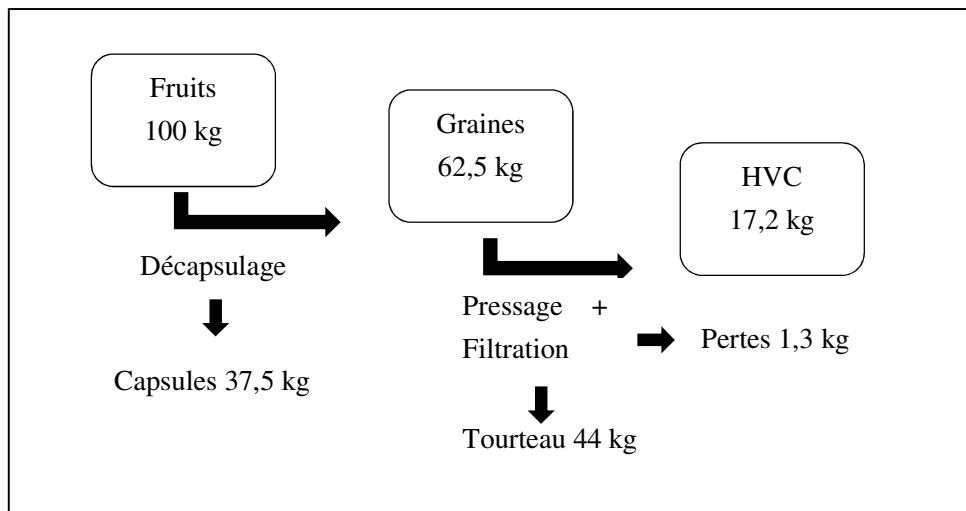 Fruits
100 kg
Graines
62,5 kg
HVC
17,2 kg
Décapsulage
Capsules 37,5 kg
Pressage +
Filtration
Pertes 1,3 kg
Tourteau 44 kg